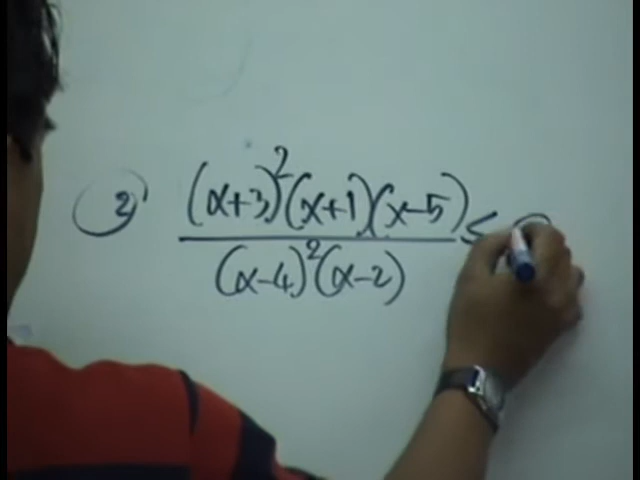 2) (x+3)²(x+1)(x-5) ≤
(x-4)²(x-2)